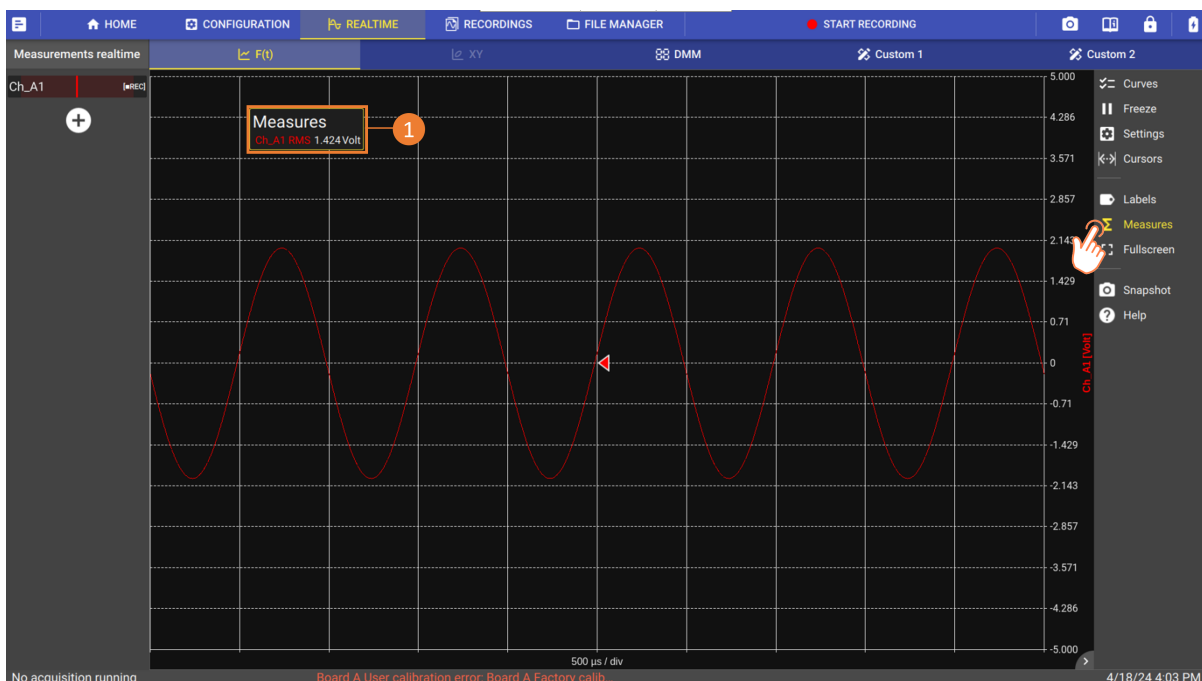 HOME
CONFIGURATION
REALTIME
RECORDINGS
FILE MANAGER
START RECORDING
Measurements realtime
F(t)
XY
DMM
Custom 1
Custom 2
Ch_A1
[■REC]
Measures
Ch_A1 RMS 1.424 Volt
1
5.000
4.286
3.571
2.857
2.143
1.429
0.71
0
-0.71
-1.429
-2.143
-2.857
-3.571
-4.286
-5.000
Ch_A1 [Volt]
500 µs / div
Curves
Freeze
Settings
Cursors
Labels
Measures
Fullscreen
Snapshot
Help
No acquisition running
Board A User calibration error: Board A Factory calib
4/18/24 4:03 PM